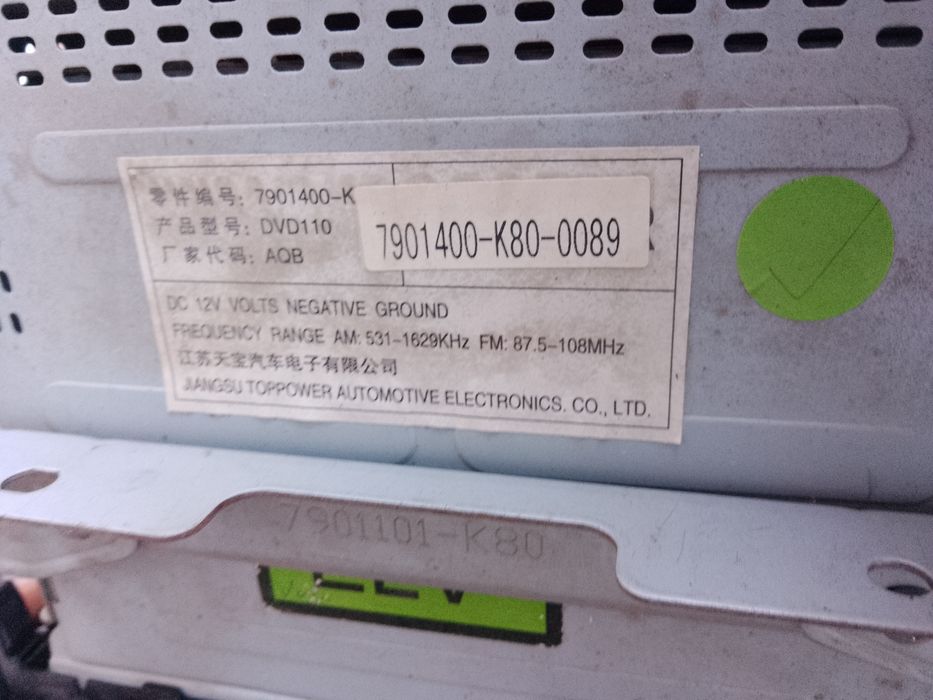 零件编号: 7901400-K
7901400-K80-0089
产品型号: DVD110
厂家代码: AQB
DC 12V VOLTS NEGATIVE GROUND
FREQUENCY RANGE AM: 531-1629KHz FM: 87.5-108MHz
江苏天宝汽车电子有限公司
JIANGSU TOPPOWER AUTOMOTIVE ELECTRONICS. CO., LTD.
7901101-K80